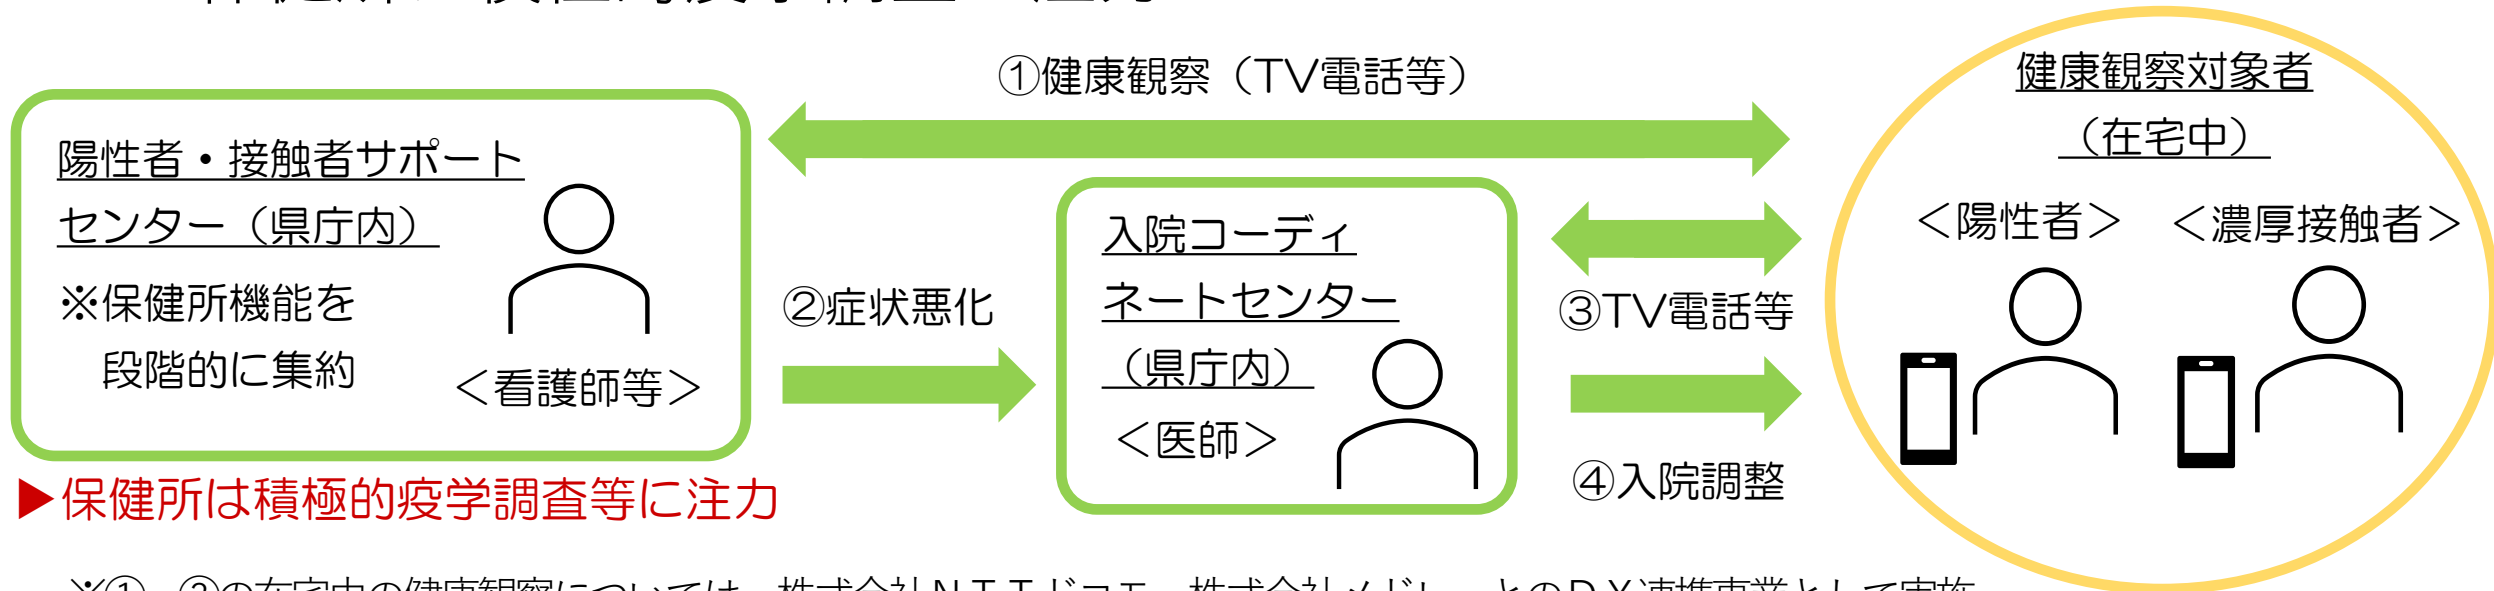 ①健康観察（TV電話等）
健康観察対象者
（在宅中）
陽性者・接触者サポート
センター（県庁内）
※保健所機能を
段階的に集約
＜看護師等＞
②症状悪化
入院コーディ
ネートセンター
（県庁内）
＜医師＞
③TV電話等
④入院調整
＜陽性者＞
＜濃厚接触者＞
▶保健所は積極的疫学調査等に注力